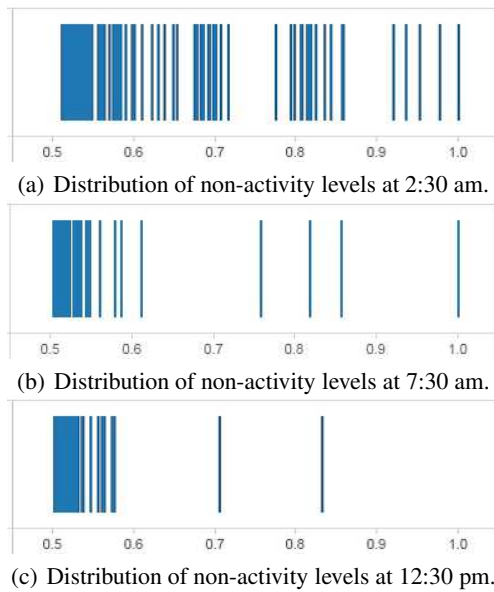 0.5 0.6 0.7 0.8 0.9 1.0
(a) Distribution of non-activity levels at 2:30 am.
0.5 0.6 0.7 0.8 0.9 1.0
(b) Distribution of non-activity levels at 7:30 am.
0.5 0.6 0.7 0.8 0.9 1.0
(c) Distribution of non-activity levels at 12:30 pm.